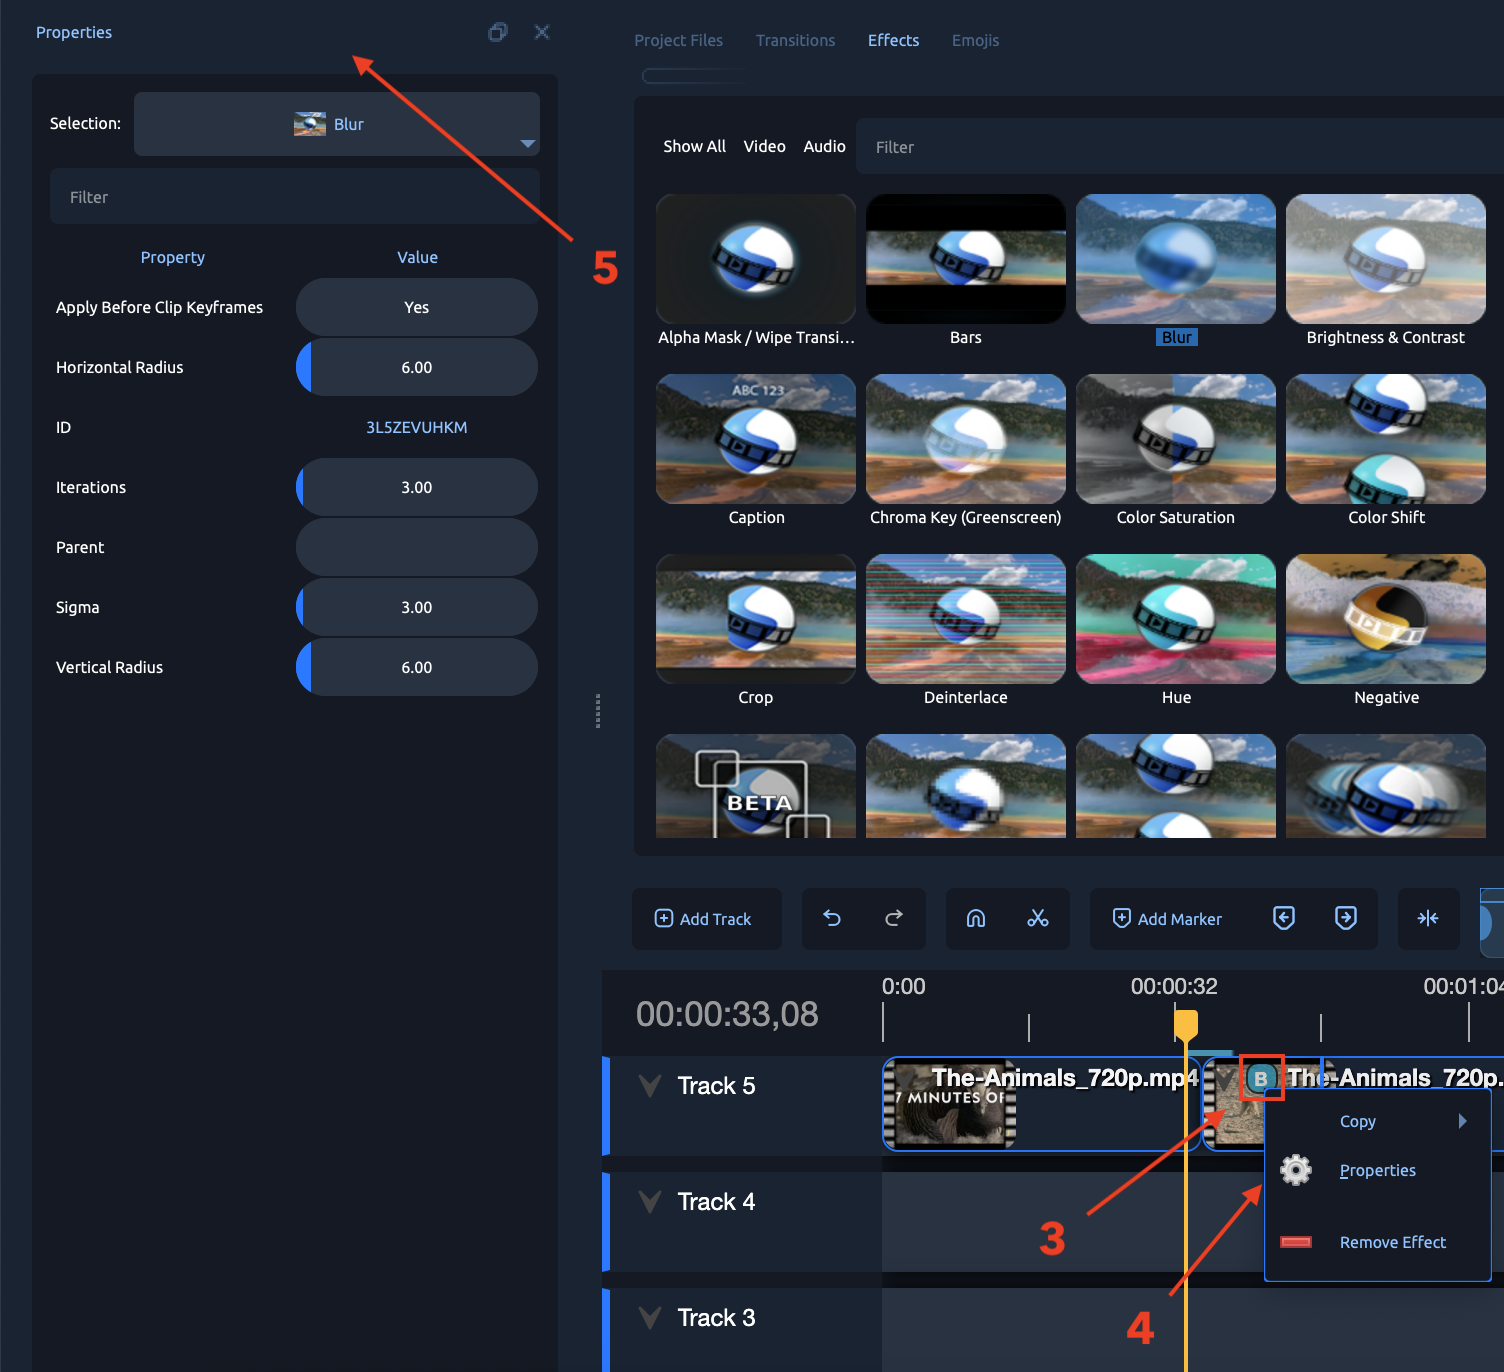 Properties
Selection:
Blur
Filter
Property Value
Apply Before Clip Keyframes Yes
Horizontal Radius 6.00
ID 3L5ZEVUHKM
Iterations 3.00
Parent
Sigma 3.00
Vertical Radius 6.00
5
Project Files Transitions Effects Emojis
Show All Video Audio Filter
Alpha Mask / Wipe Transi... Bars Blur Brightness & Contrast
ABC 123
Caption Chroma Key (Greenscreen) Color Saturation Color Shift
Crop Deinterlace Hue Negative
BETA
Add Track Add Marker
00:00:33,08
0:00 00:00:32 00:01:04
Track 5
The-Animals_720p.mp4
7 MINUTES OF
B
The-Animals_720p.
Copy
Properties
Remove Effect
3
4
Track 4
Track 3